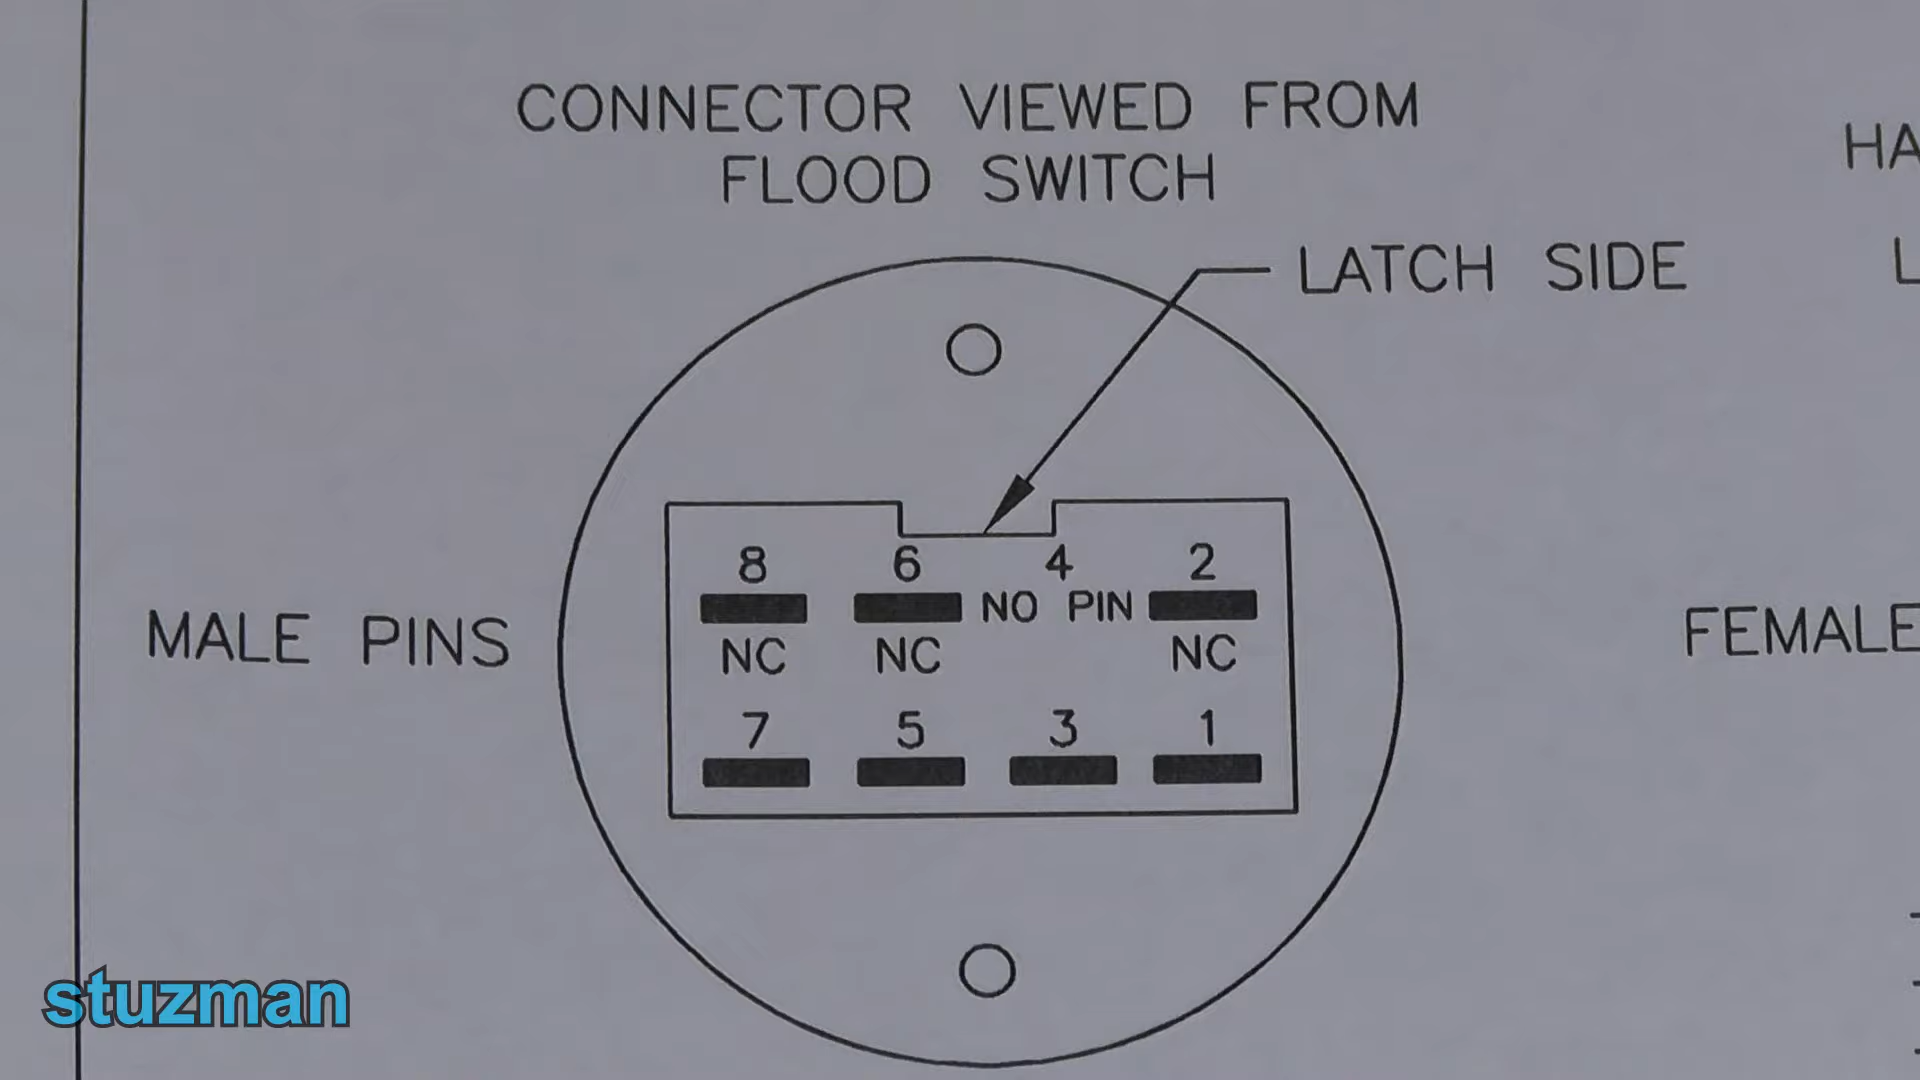 CONNECTOR VIEWED FROM
FLOOD SWITCH
HA
LATCH SIDE
L
8 6 4 2
NO PIN
MALE PINS
FEMALE
NC NC NC
7 5 3 1
stuzman